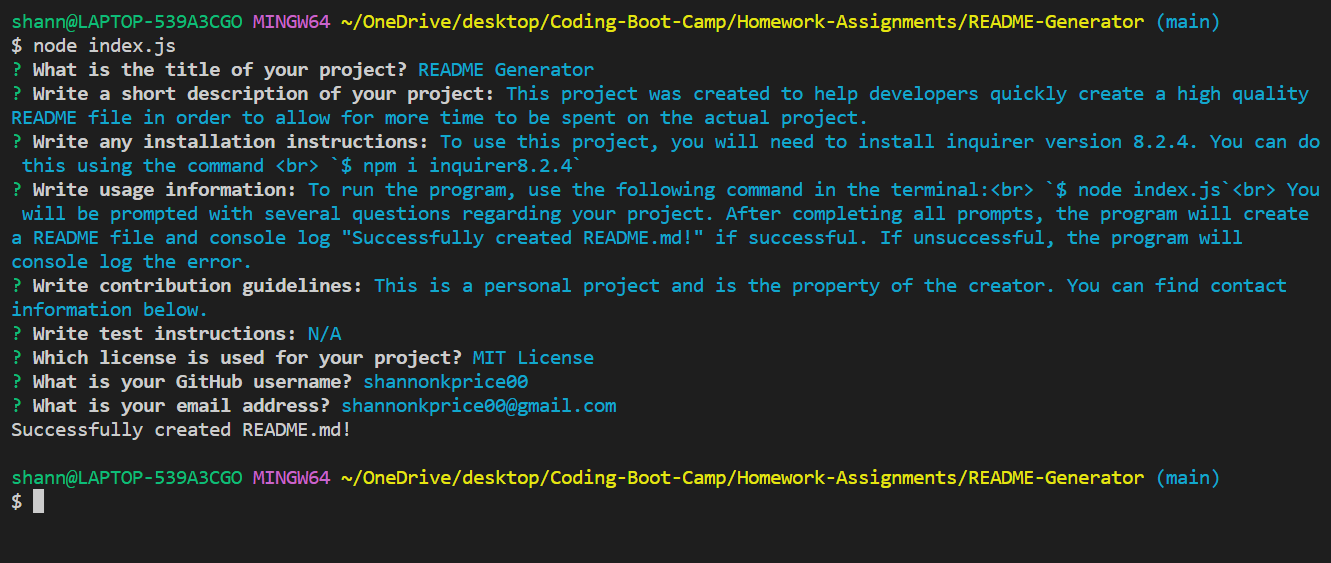 shann@LAPTOP-539A3CGO MINGW64 ~/OneDrive/desktop/Coding-Boot-Camp/Homework-Assignments/README-Generator (main)
$ node index.js
? What is the title of your project? README Generator
? Write a short description of your project: This project was created to help developers quickly create a high quality
README file in order to allow for more time to be spent on the actual project.
? Write any installation instructions: To use this project, you will need to install inquirer version 8.2.4. You can do
this using the command <br> `$ npm i inquirer8.2.4`
? Write usage information: To run the program, use the following command in the terminal:<br> `$ node index.js`<br> You
will be prompted with several questions regarding your project. After completing all prompts, the program will create
a README file and console log "Successfully created README.md!" if successful. If unsuccessful, the program will
console log the error.
? Write contribution guidelines: This is a personal project and is the property of the creator. You can find contact
information below.
? Write test instructions: N/A
? Which license is used for your project? MIT License
? What is your GitHub username? shannonkprice00
? What is your email address? shannonkprice00@gmail.com
Successfully created README.md!
shann@LAPTOP-539A3CGO MINGW64 ~/OneDrive/desktop/Coding-Boot-Camp/Homework-Assignments/README-Generator (main)
$